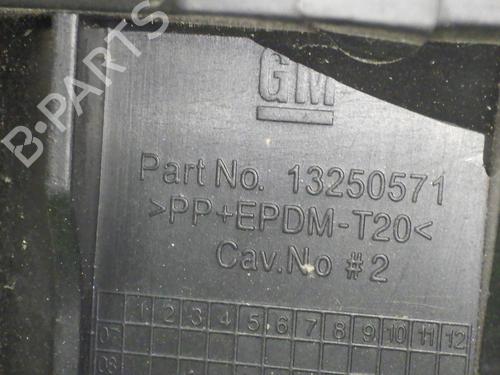 B-PARTS
GM
Part No. 13250571
>PP+EPDM-T20<
Cav.No #2
1 2 3 4 5 6 7 8 9 10 11 12
07
08